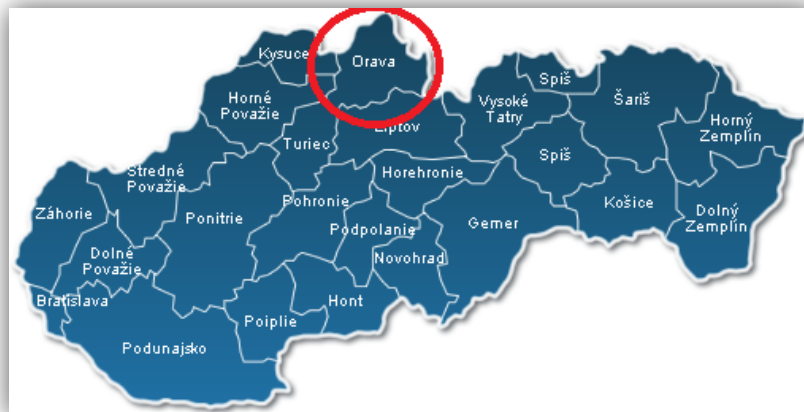 Kysuce
Orava
Spiš
Šariš
Horné
Považie
Vysoké
Tatry
Horný
Zemplín
Turiec
Liptov
Stredné
Považie
Spiš
Horehronie
Záhorie
Ponitrie
Pohronie
Gemer
Košice
Dolný
Zemplín
Podpolanie
Dolné
Považie
Novohrad
Bratislava
Hont
Poiplie
Podunajsko